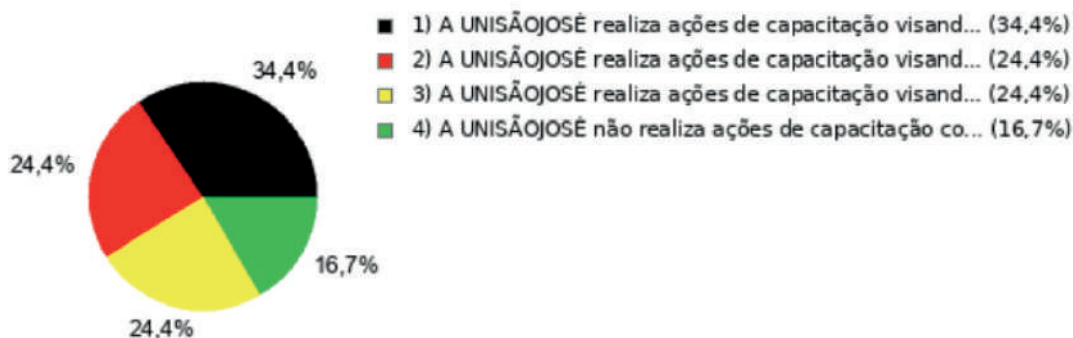 1) A UNISÃOJOSÉ realiza ações de capacitação visand... (34,4%)
2) A UNISÃOJOSÉ realiza ações de capacitação visand... (24,4%)
3) A UNISÃOJOSÉ realiza ações de capacitação visand... (24,4%)
4) A UNISÃOJOSÉ não realiza ações de capacitação co... (16,7%)
34,4%
24,4%
16,7%
24,4%